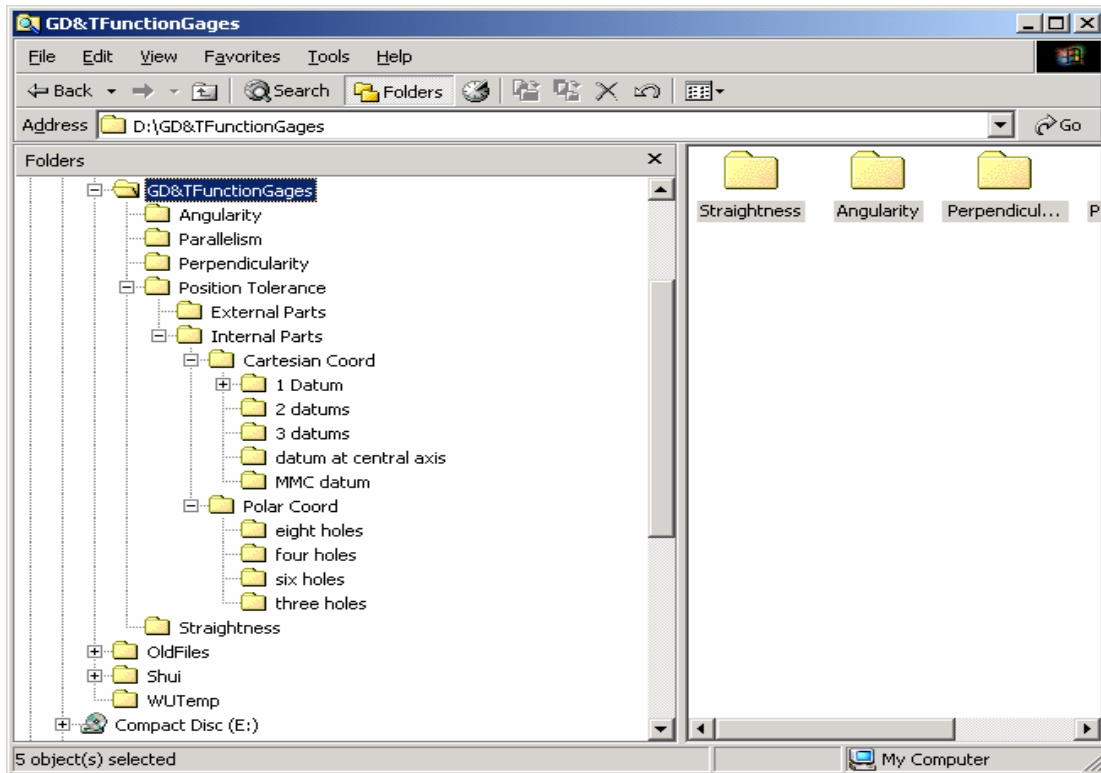 GD&TFunctionGages
File Edit View Favorites Tools Help
Back Search Folders
Address D:\GD&TFunctionGages Go
Folders
GD&TFunctionGages
Angularity
Parallelism
Perpendicularity
Position Tolerance
External Parts
Internal Parts
Cartesian Coord
1 Datum
2 datums
3 datums
datum at central axis
MMC datum
Polar Coord
eight holes
four holes
six holes
three holes
Straightness
OldFiles
Shui
WUTemp
Compact Disc (E:)
Straightness Angularity Perpendicul... P
5 object(s) selected My Computer